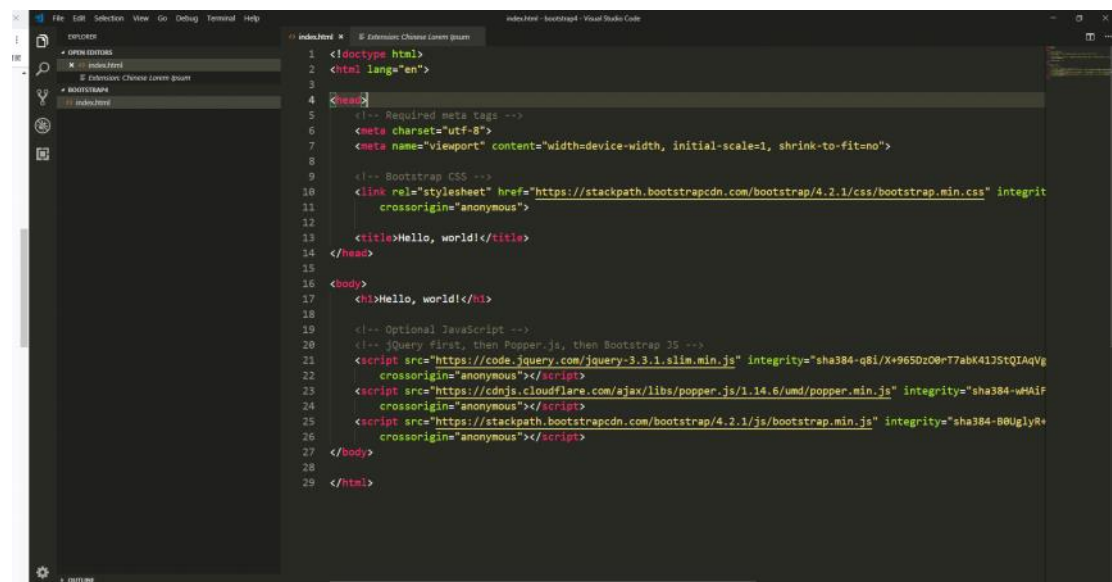 File Edit Selection View Go Debug Terminal Help
index.html - bootstrap4 - Visual Studio Code
EXPLORER
index.html Extension: Chinese Lorem Ipsum
OPEN EDITORS
index.html
Extension: Chinese Lorem Ipsum
BOOTSTRAP4
index.html
1 <!doctype html>
2 <html lang="en">
3
4 <head>
5 <!-- Required meta tags -->
6 <meta charset="utf-8">
7 <meta name="viewport" content="width=device-width, initial-scale=1, shrink-to-fit=no">
8
9 <!-- Bootstrap CSS -->
10 <link rel="stylesheet" href="https://stackpath.bootstrapcdn.com/bootstrap/4.2.1/css/bootstrap.min.css" integrit
11 crossorigin="anonymous">
12
13 <title>Hello, world!</title>
14 </head>
15
16 <body>
17 <h1>Hello, world!</h1>
18
19 <!-- Optional JavaScript -->
20 <!-- jQuery first, then Popper.js, then Bootstrap JS -->
21 <script src="https://code.jquery.com/jquery-3.3.1.slim.min.js" integrity="sha384-q8i/X+965DzO0rT7abK41JStQIAqVg
22 crossorigin="anonymous"></script>
23 <script src="https://cdnjs.cloudflare.com/ajax/libs/popper.js/1.14.6/umd/popper.min.js" integrity="sha384-wHAiF
24 crossorigin="anonymous"></script>
25 <script src="https://stackpath.bootstrapcdn.com/bootstrap/4.2.1/js/bootstrap.min.js" integrity="sha384-B0UglyR+
26 crossorigin="anonymous"></script>
27 </body>
28
29 </html>
OUTLINE